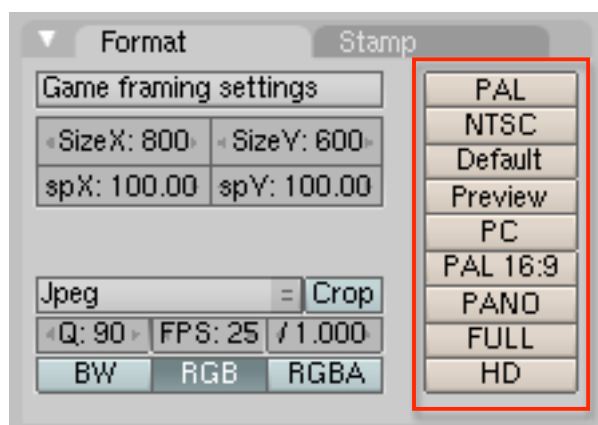 Format
Stamp
Game framing settings
SizeX: 800
SizeY: 600
spX: 100.00
spY: 100.00
Jpeg
Crop
Q: 90
FPS: 25
/ 1.000
BW
RGB
RGBA
PAL
NTSC
Default
Preview
PC
PAL 16:9
PANO
FULL
HD